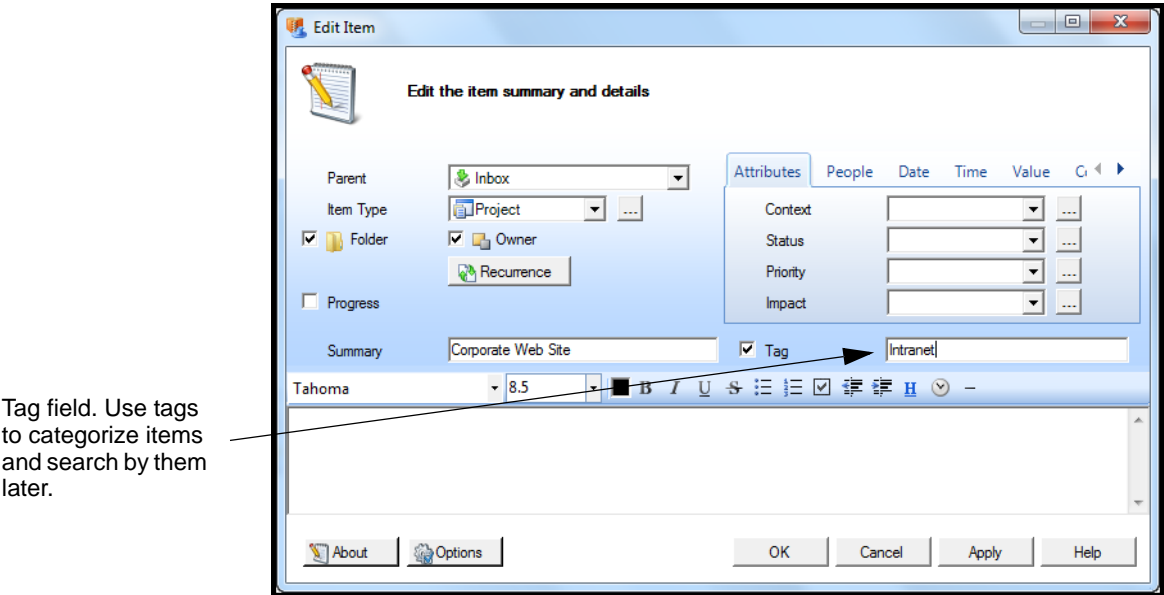 Edit Item
Edit the item summary and details
Parent
Inbox
Item Type
Project
...
Folder
Owner
Recurrence
Progress
Attributes People Date Time Value
Context
...
Status
...
Priority
...
Impact
...
Summary
Corporate Web Site
Tag
Intranet
Tahoma
8.5
B I U S H
Tag field. Use tags
to categorize items
and search by them
later.
About
Options
OK
Cancel
Apply
Help